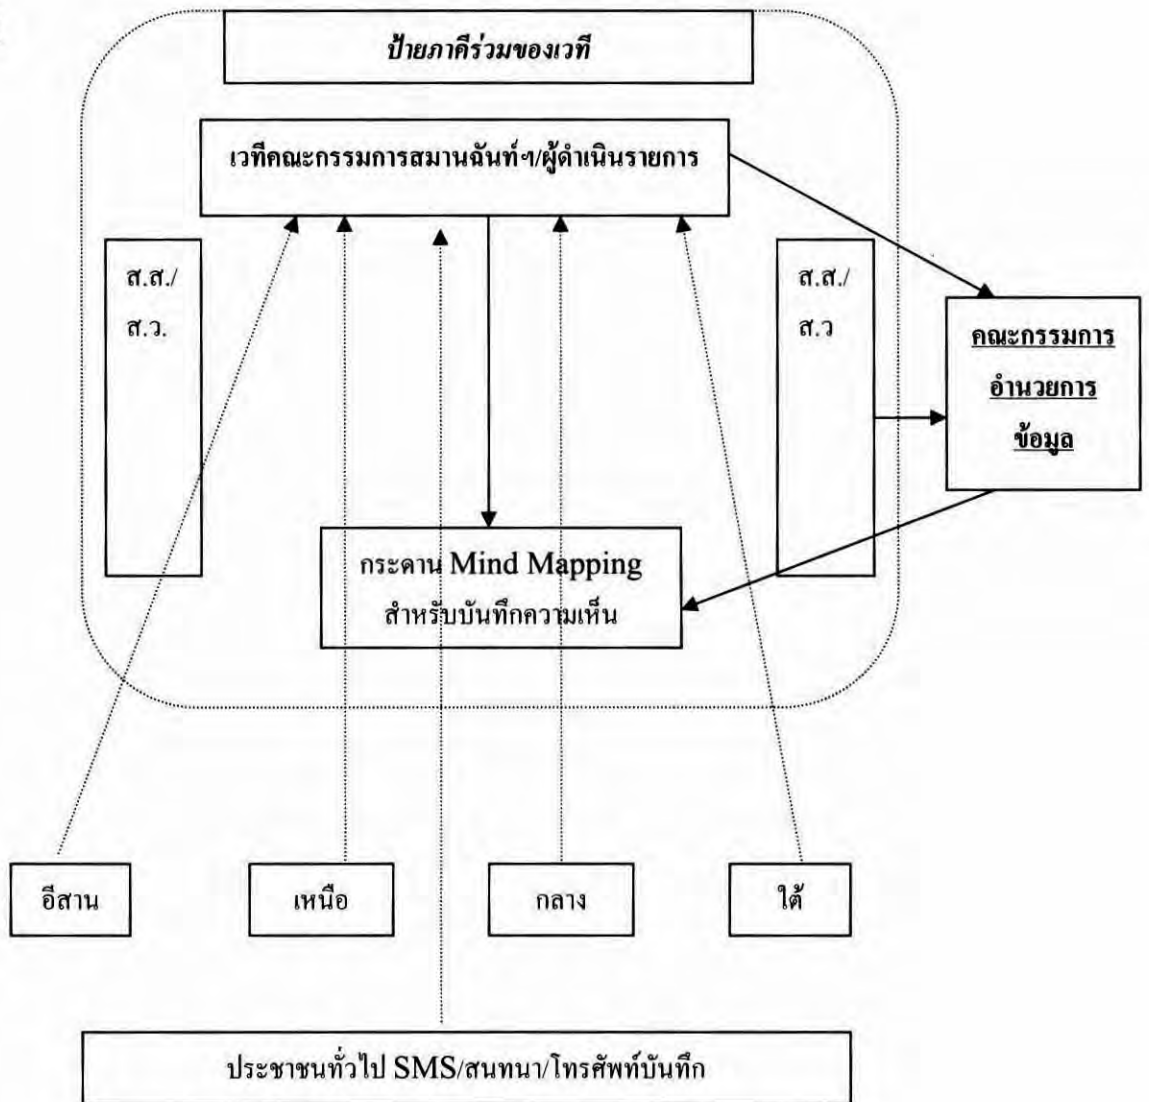 ป้ายภาคีร่วมของเวที
เวทีคณะกรรมการสมานฉันท์ฯ/ผู้ดำเนินรายการ
ส.ส./
ส.ว.
ส.ส./
ส.ว
คณะกรรมการ
อำนวยการ
ข้อมูล
กระดาน Mind Mapping
สำหรับบันทึกความเห็น
อีสาน
เหนือ
กลาง
ใต้
ประชาชนทั่วไป SMS/สนทนา/โทรศัพท์บันทึก